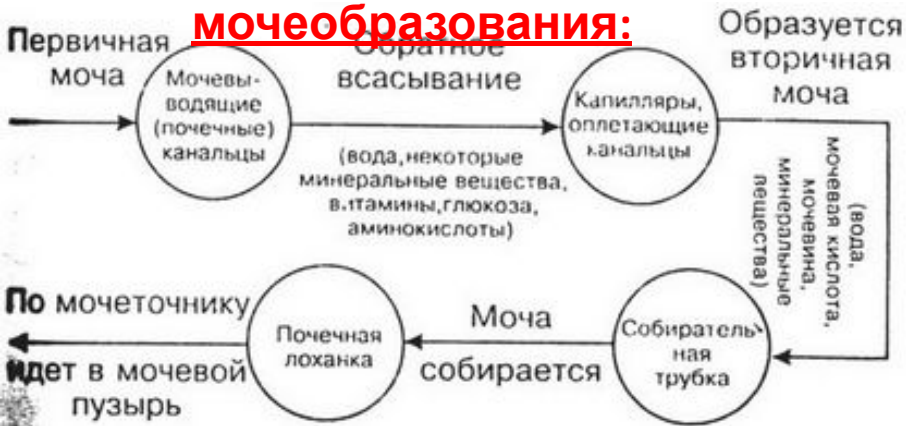 мочеобразования:
Первичная
моча
Мочевы-
водящие
(почечные)
канальцы
Обратное
всасывание
(вода, некоторые
минеральные вещества,
витамины, глюкоза,
аминокислоты)
Капилляры,
оплетающие
канальцы
Образуется
вторичная
моча
(вода,
мочевая кислота,
мочевина,
минеральные
вещества)
Собиратель-
ная
трубка
Моча
собирается
Почечная
лоханка
По мочеточнику
идет в мочевой
пузырь